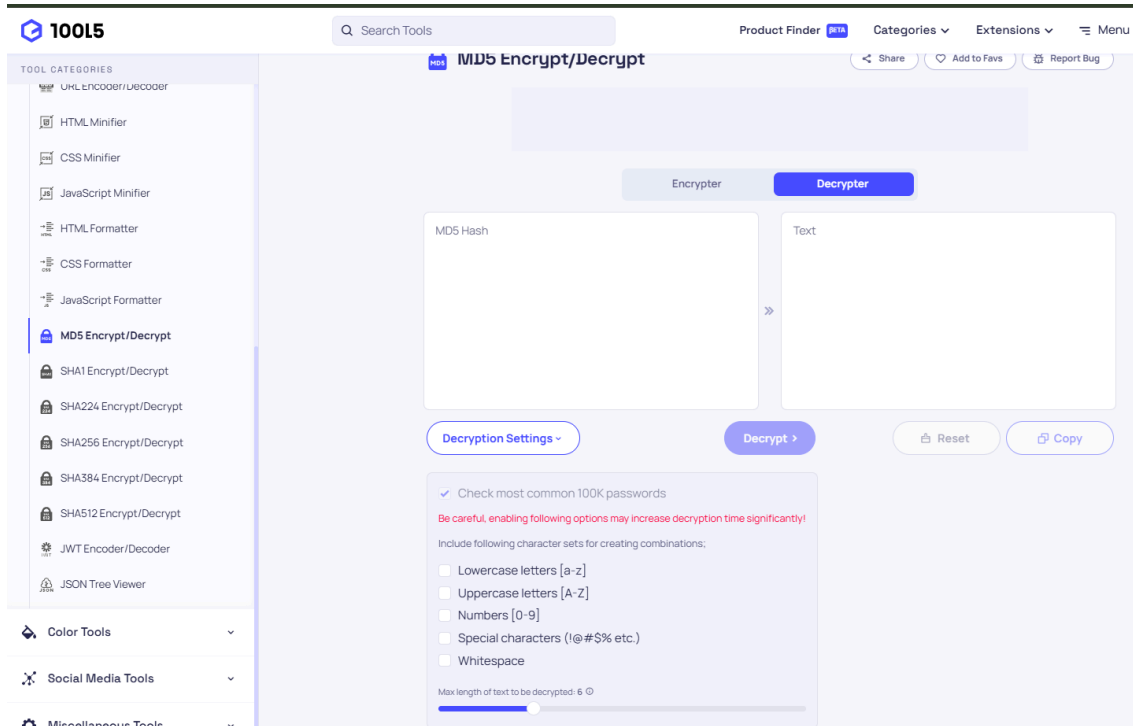 10015
Search Tools
Product Finder BETA
Categories
Extensions
Menu
TOOL CATEGORIES
URL Encoder/Decoder
HTML Minifier
CSS Minifier
JavaScript Minifier
HTML Formatter
CSS Formatter
JavaScript Formatter
MD5 Encrypt/Decrypt
SHA1 Encrypt/Decrypt
SHA224 Encrypt/Decrypt
SHA256 Encrypt/Decrypt
SHA384 Encrypt/Decrypt
SHA512 Encrypt/Decrypt
JWT Encoder/Decoder
JSON Tree Viewer
Color Tools
Social Media Tools
Miscellaneous Tools
MD5 MD5 Encrypt/Decrypt
Share
Add to Favs
Report Bug
Encrypter
Decrypter
MD5 Hash
Text
Decryption Settings
Decrypt >
Reset
Copy
Check most common 100K passwords
Be careful, enabling following options may increase decryption time significantly!
Include following character sets for creating combinations;
Lowercase letters [a-z]
Uppercase letters [A-Z]
Numbers [0-9]
Special characters (!@#$% etc.)
Whitespace
Max length of text to be decrypted: 6